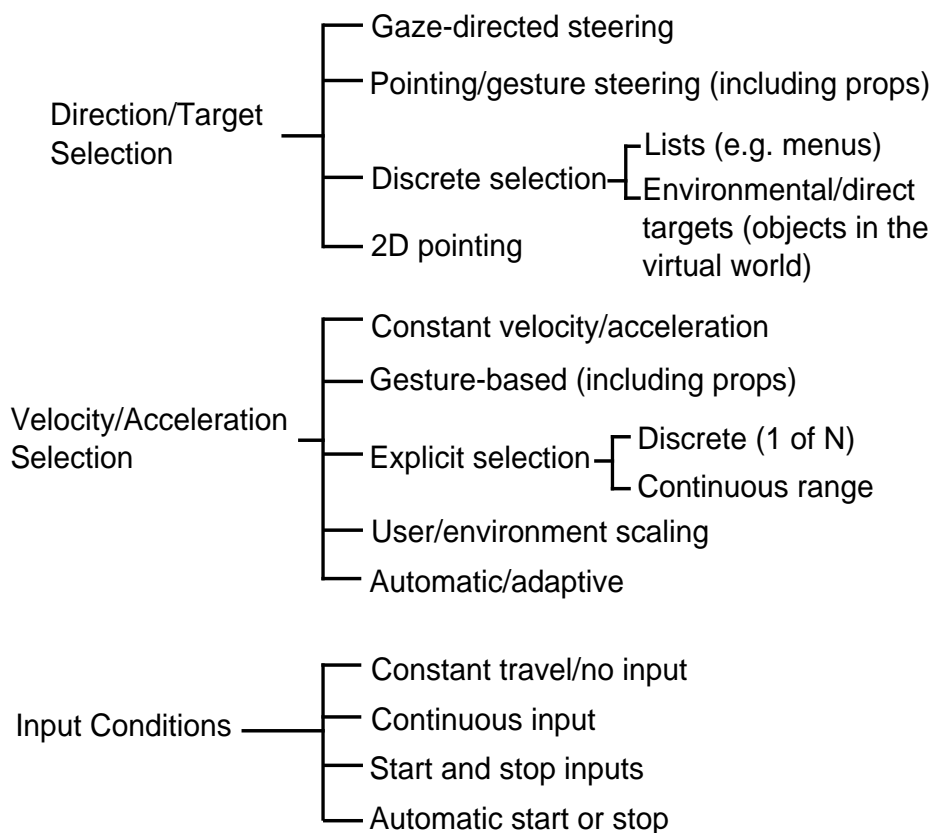 Gaze-directed steering
Pointing/gesture steering (including props)
Direction/Target
Selection
Discrete selection
Lists (e.g. menus)
Environmental/direct
targets (objects in the
virtual world)
2D pointing
Constant velocity/acceleration
Gesture-based (including props)
Velocity/Acceleration
Selection
Explicit selection
Discrete (1 of N)
Continuous range
User/environment scaling
Automatic/adaptive
Constant travel/no input
Input Conditions
Continuous input
Start and stop inputs
Automatic start or stop